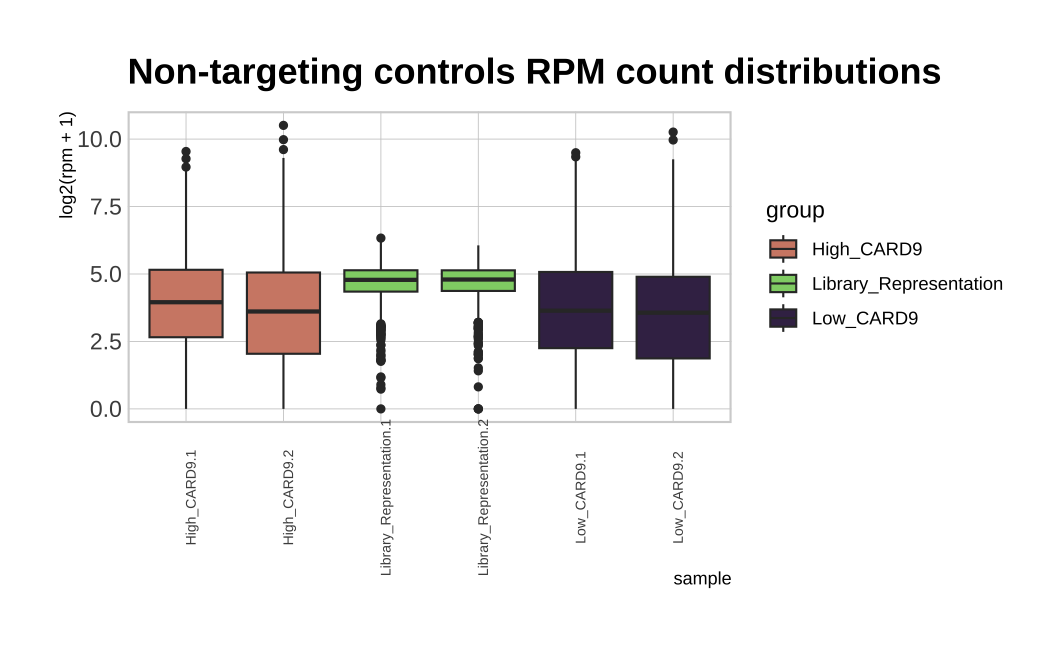 Non-targeting controls RPM count distributions
log2(rpm + 1)
10.0
7.5
5.0
2.5
0.0
High_CARD9.1
High_CARD9.2
Library_Representation.1
Library_Representation.2
Low_CARD9.1
Low_CARD9.2
sample
group
High_CARD9
Library_Representation
Low_CARD9